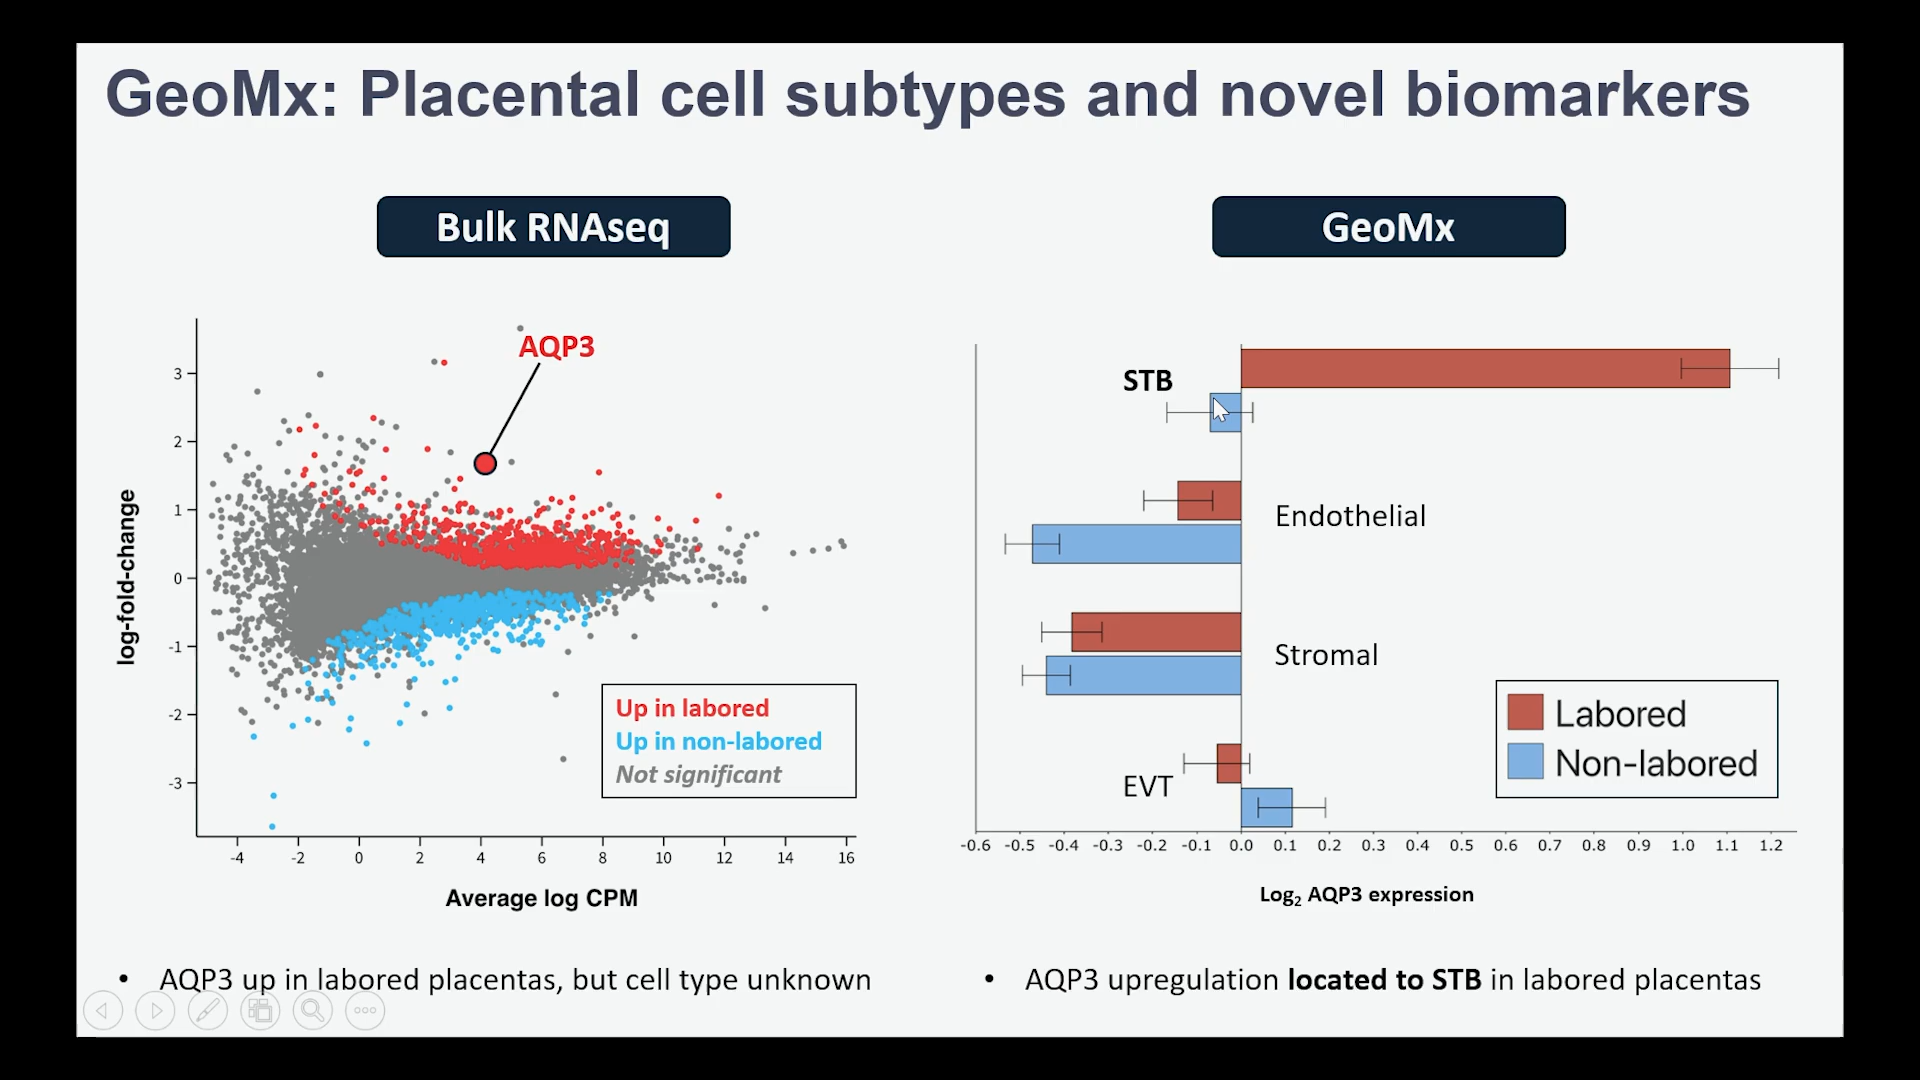 GeoMx: Placental cell subtypes and novel biomarkers
Bulk RNAseq
AQP3
3
2
1
0
-1
-2
-3
log-fold-change
-4 -2 0 2 4 6 8 10 12 14 16
Average log CPM
Up in labored
Up in non-labored
Not significant
• AQP3 up in labored placentas, but cell type unknown
GeoMx
STB
Endothelial
Stromal
EVT
Labored
Non-labored
-0.6 -0.5 -0.4 -0.3 -0.2 -0.1 0.0 0.1 0.2 0.3 0.4 0.5 0.6 0.7 0.8 0.9 1.0 1.1 1.2
Log₂ AQP3 expression
• AQP3 upregulation located to STB in labored placentas